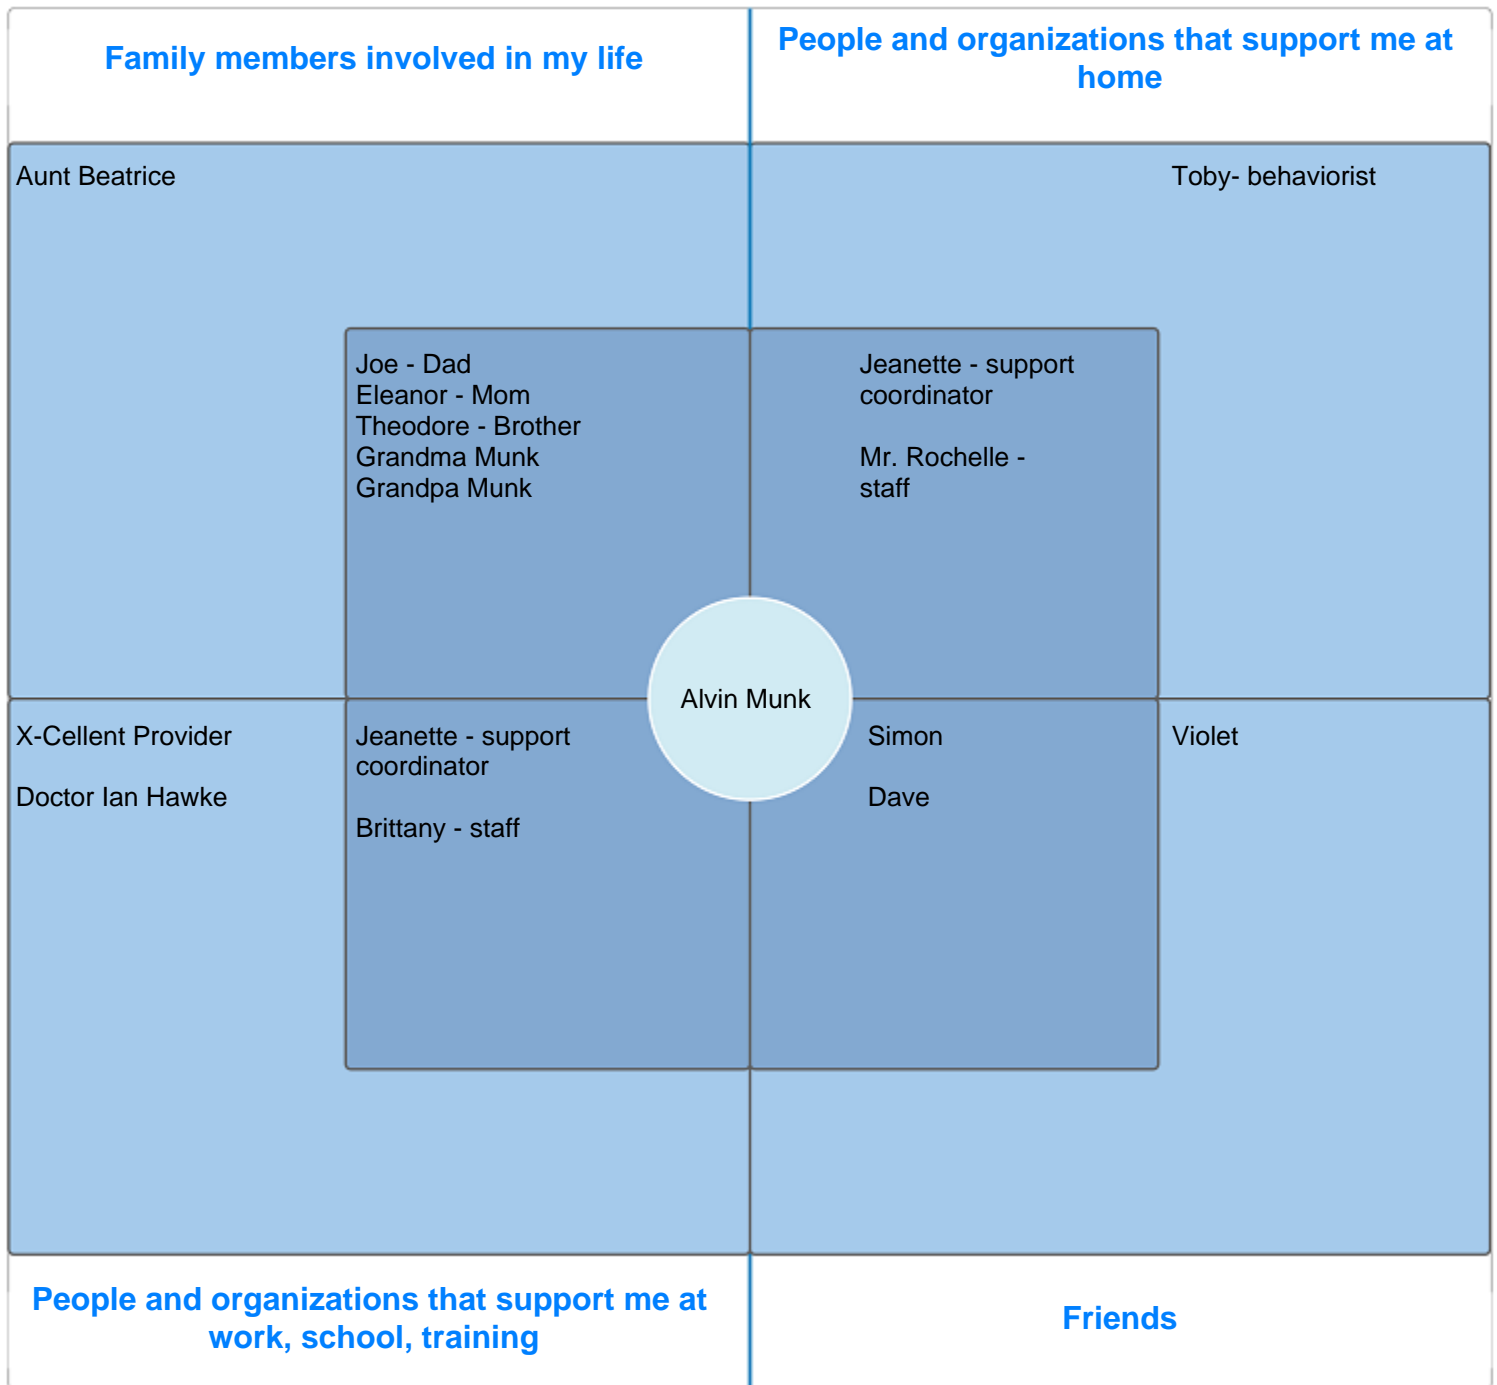 Family members involved in my life
People and organizations that support me at
home
Aunt Beatrice
Toby- behaviorist
Joe - Dad
Eleanor - Mom
Theodore - Brother
Grandma Munk
Grandpa Munk
Jeanette - support
coordinator
Mr. Rochelle -
staff
Alvin Munk
X-Cellent Provider
Doctor Ian Hawke
Jeanette - support
coordinator
Brittany - staff
Simon
Dave
Violet
People and organizations that support me at
work, school, training
Friends